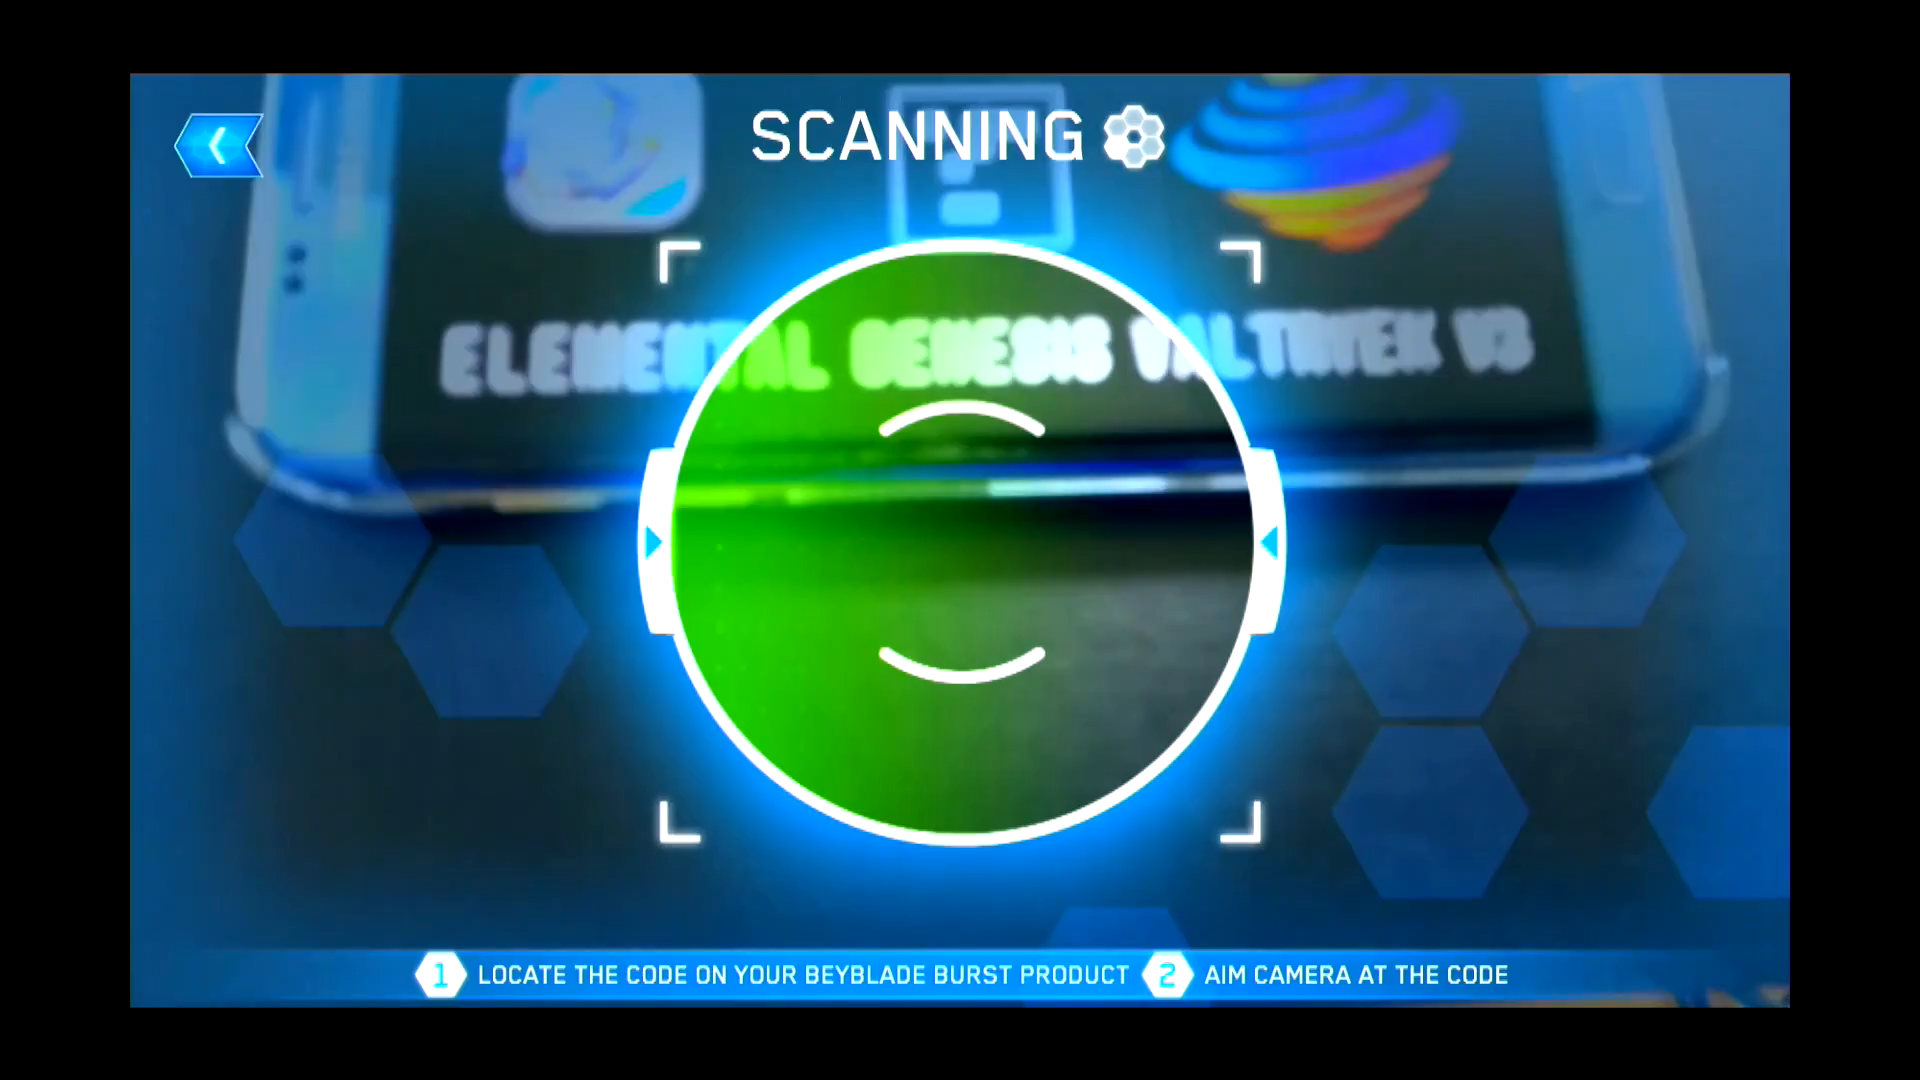 SCANNING
ELEMENTAL GENESIS VALTRYEK V3
1 LOCATE THE CODE ON YOUR BEYBLADE BURST PRODUCT 2 AIM CAMERA AT THE CODE